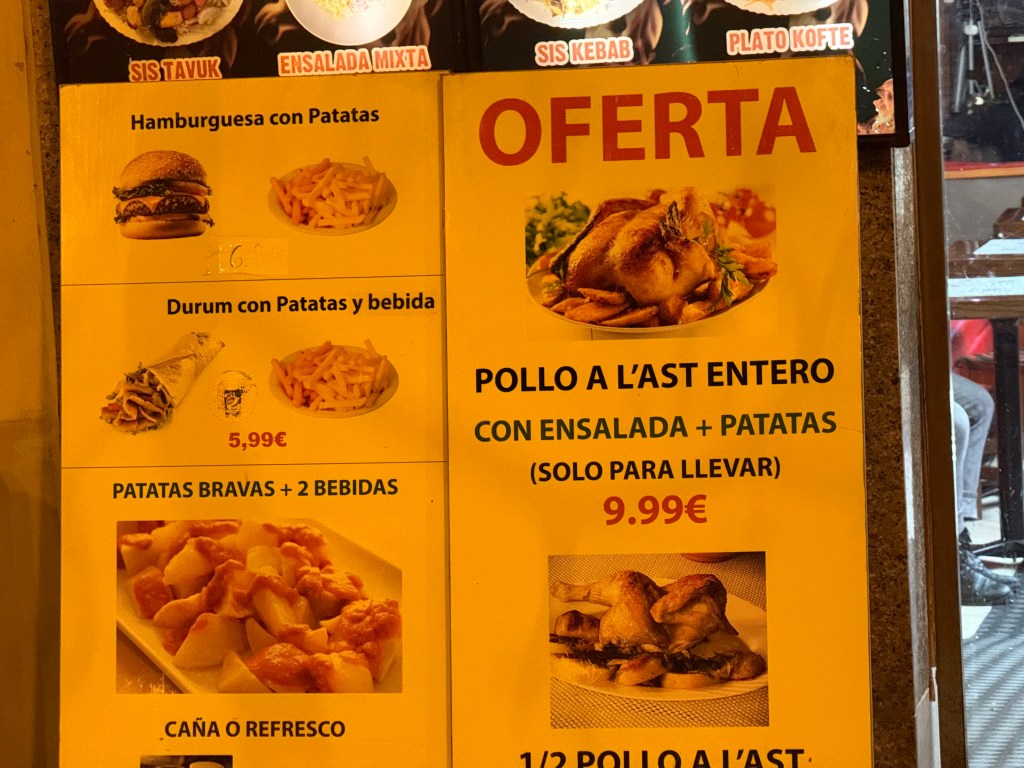 SIS TAVUK
ENSALADA MIXTA
SIS KEBAB
PLATO KOFTE
Hamburguesa con Patatas
Durum con Patatas y bebida
5,99€
PATATAS BRAVAS + 2 BEBIDAS
CAÑA O REFRESCO
OFERTA
POLLO A L’AST ENTERO
CON ENSALADA + PATATAS
(SOLO PARA LLEVAR)
9.99€
1/2 POLLO A L’AST